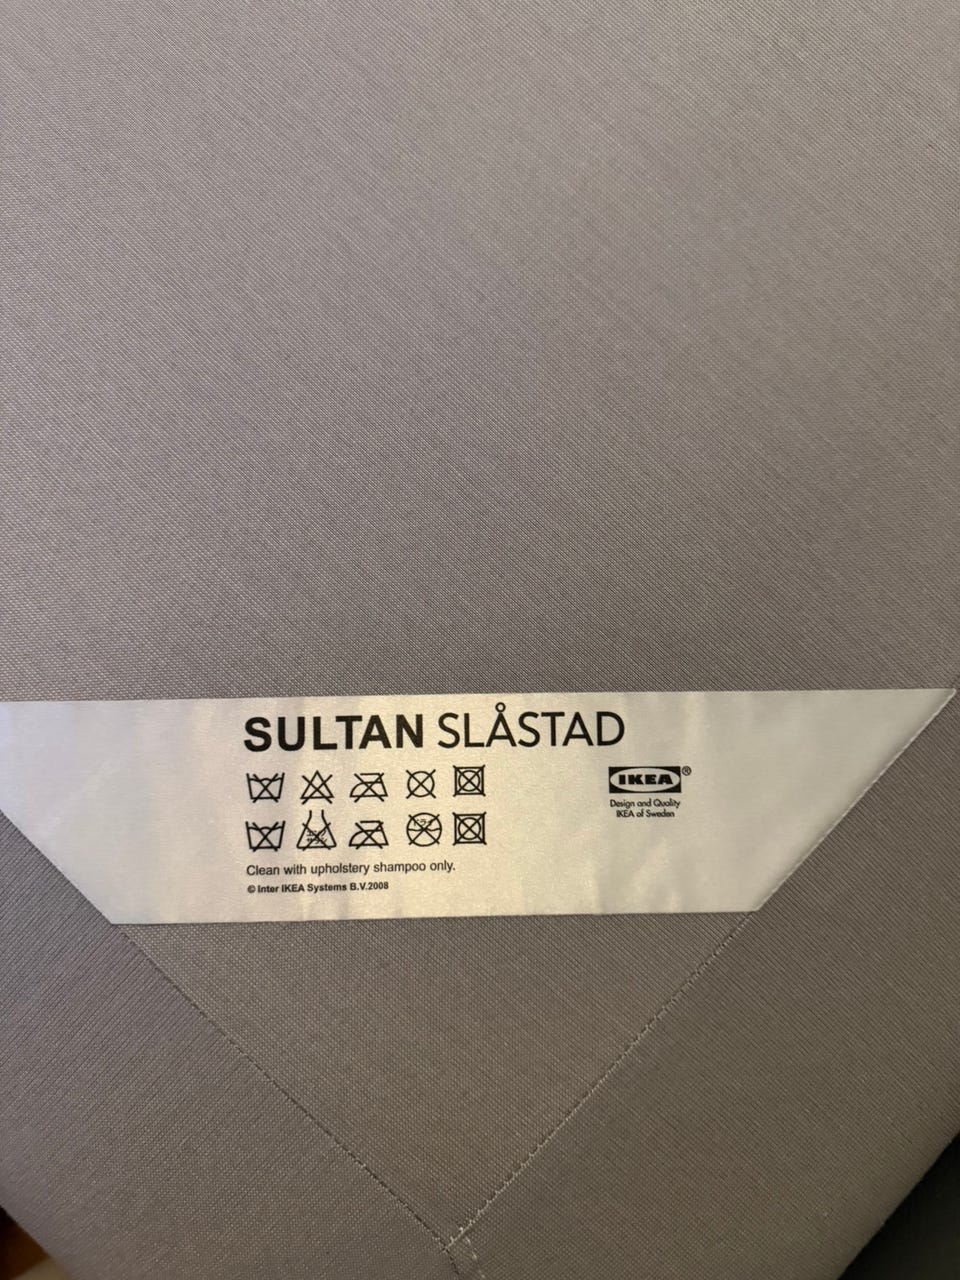 SULTAN SLÅSTAD
IKEA®
Design and Quality
IKEA of Sweden
Clean with upholstery shampoo only.
© Inter IKEA Systems B.V.2008